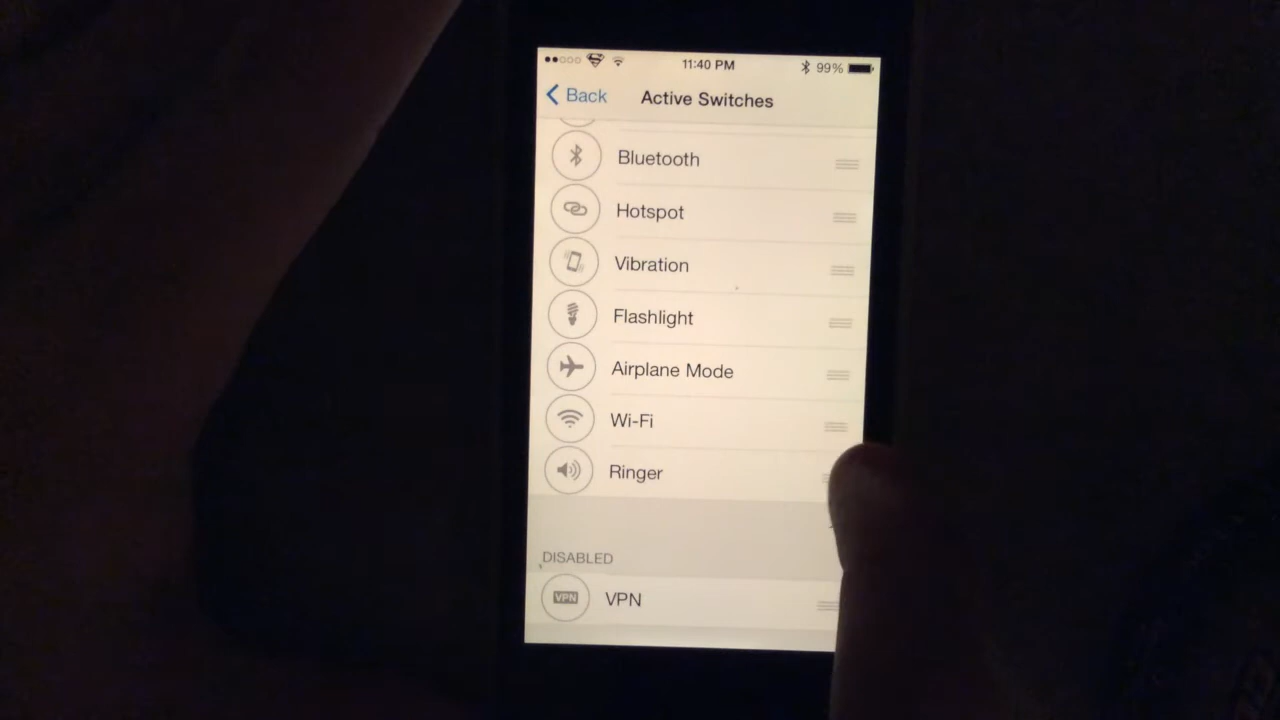 11:40 PM 99%
Back Active Switches
Bluetooth
Hotspot
Vibration
Flashlight
Airplane Mode
Wi-Fi
Ringer
DISABLED
VPN VPN